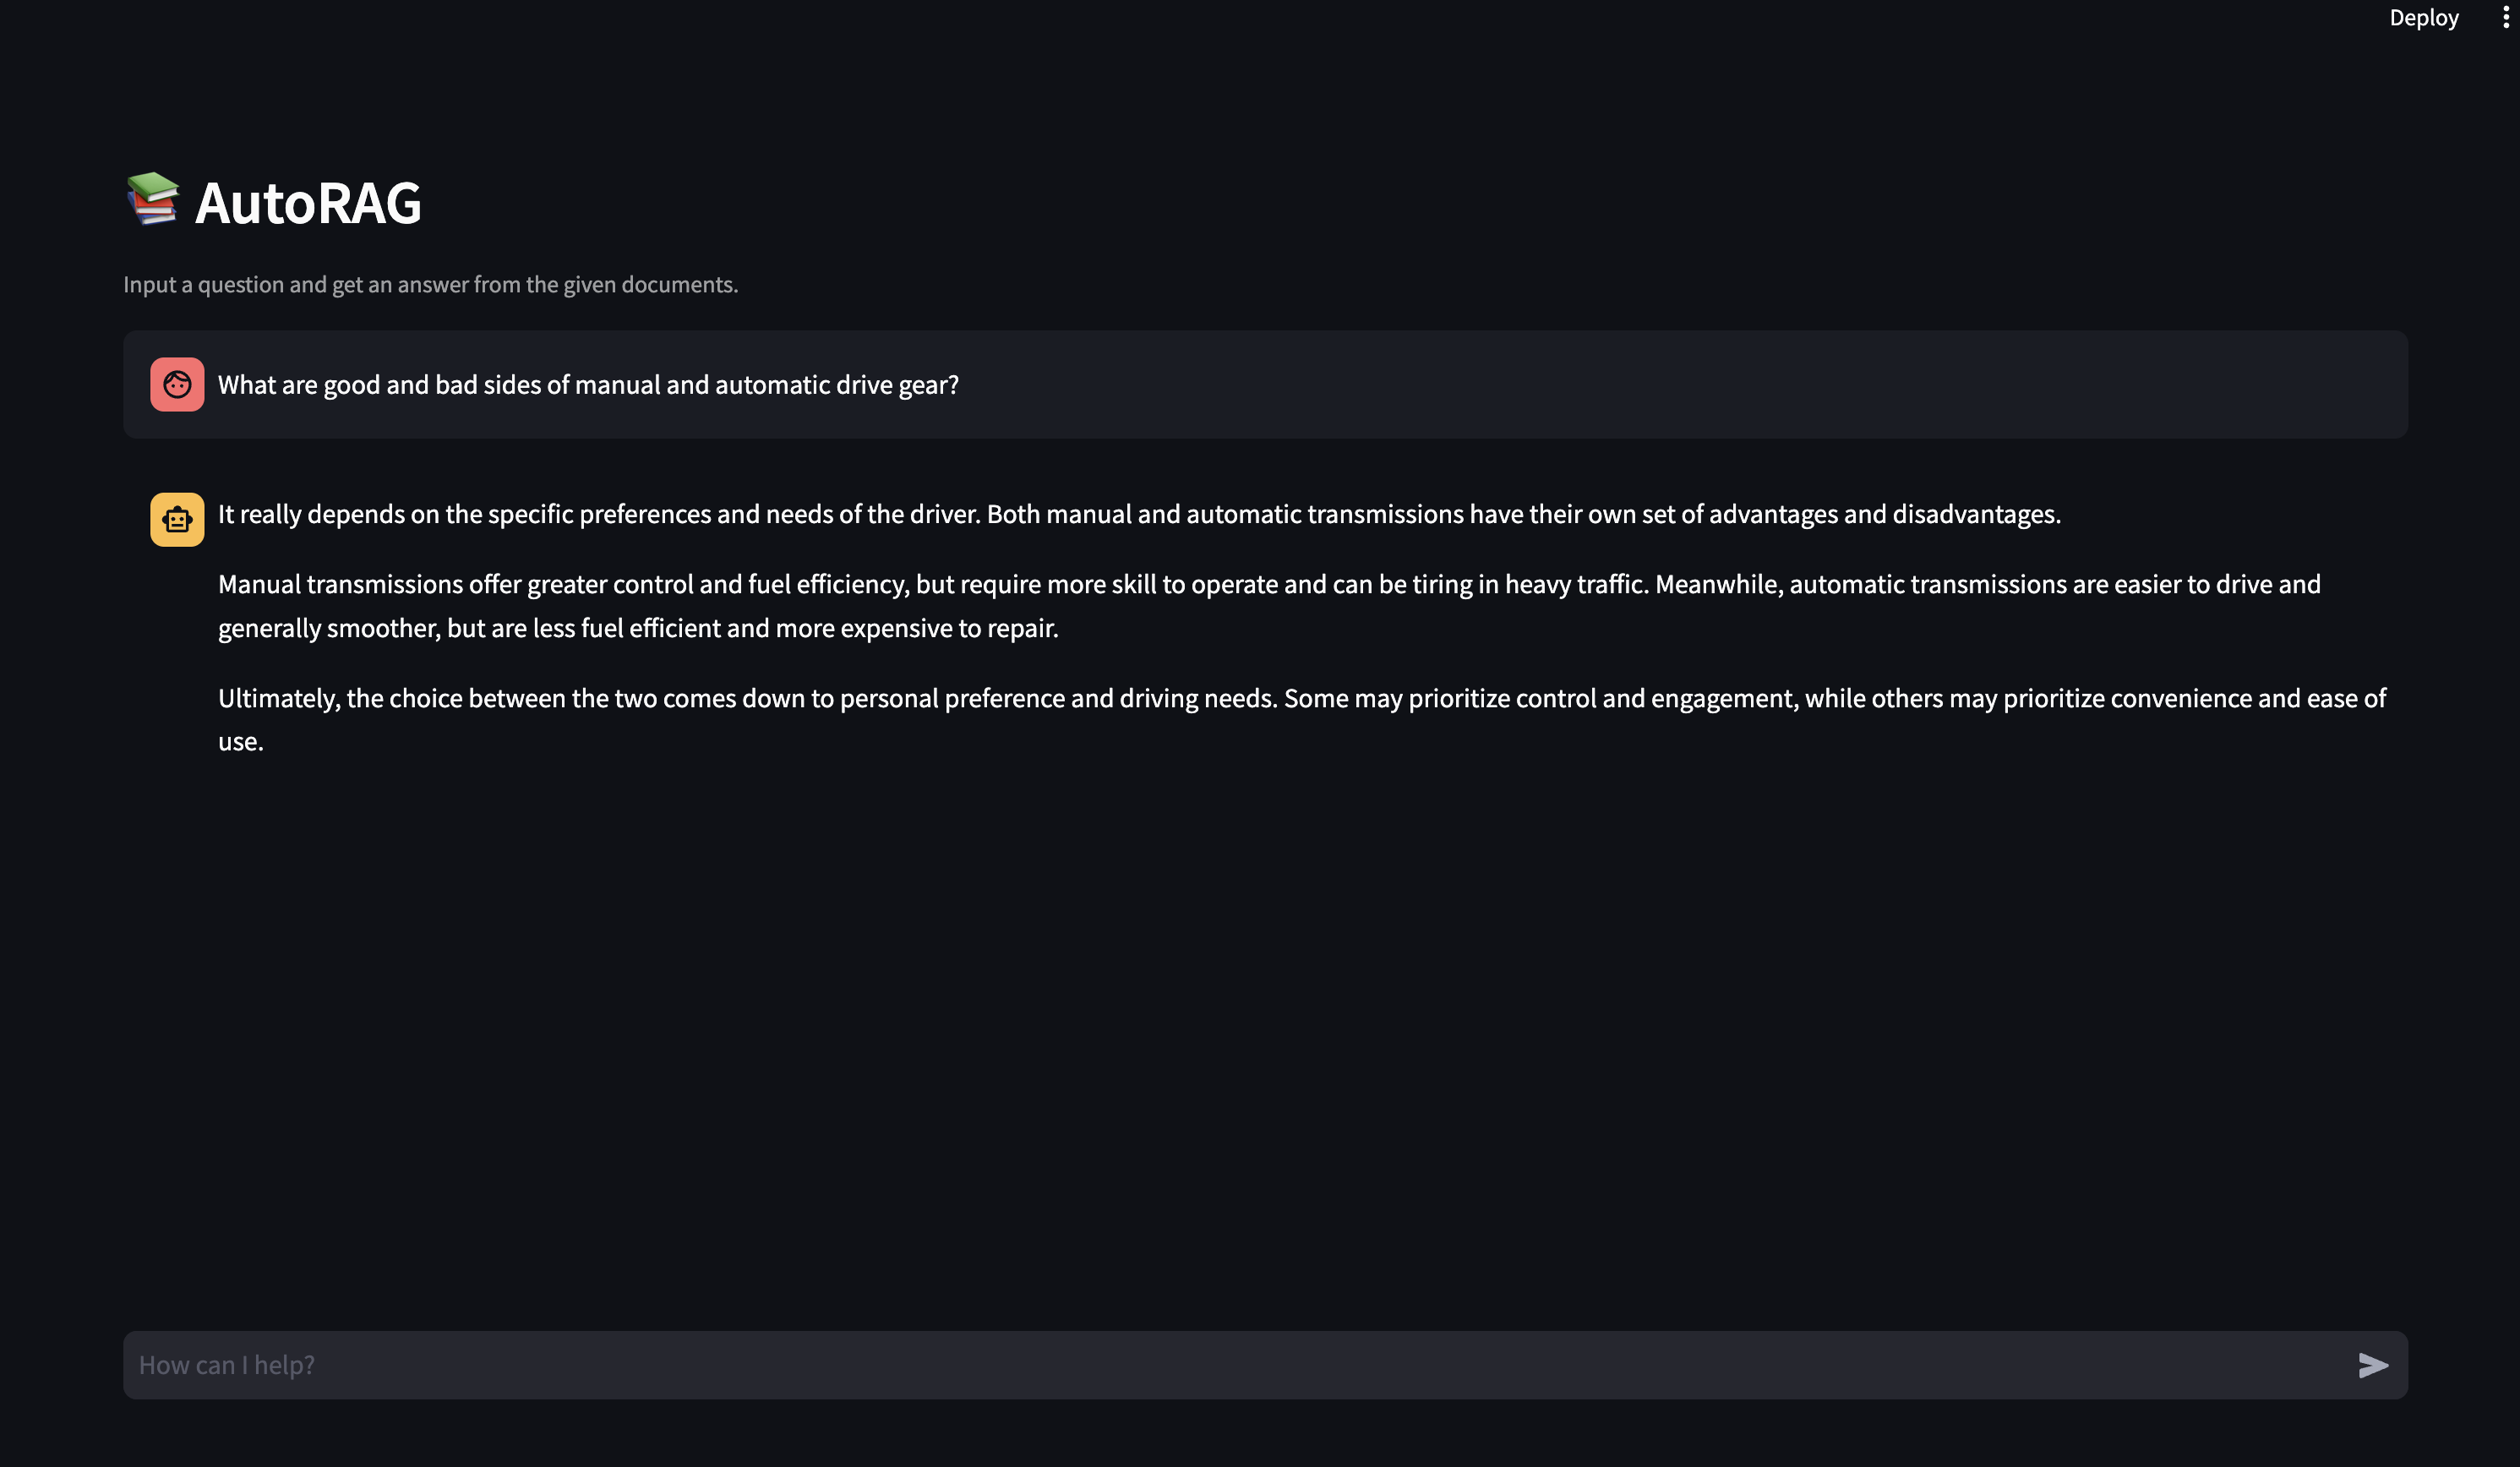 Deploy
AutoRAG
Input a question and get an answer from the given documents.
What are good and bad sides of manual and automatic drive gear?
It really depends on the specific preferences and needs of the driver. Both manual and automatic transmissions have their own set of advantages and disadvantages.
Manual transmissions offer greater control and fuel efficiency, but require more skill to operate and can be tiring in heavy traffic. Meanwhile, automatic transmissions are easier to drive and
generally smoother, but are less fuel efficient and more expensive to repair.
Ultimately, the choice between the two comes down to personal preference and driving needs. Some may prioritize control and engagement, while others may prioritize convenience and ease of
use.
How can I help?